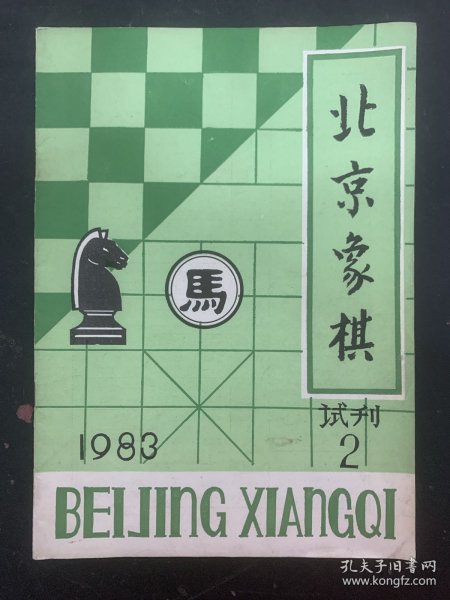 北京象棋
馬
试刊
2
1983
BEIJING XIANGQI
孔夫子旧书网
www.kongfz.com